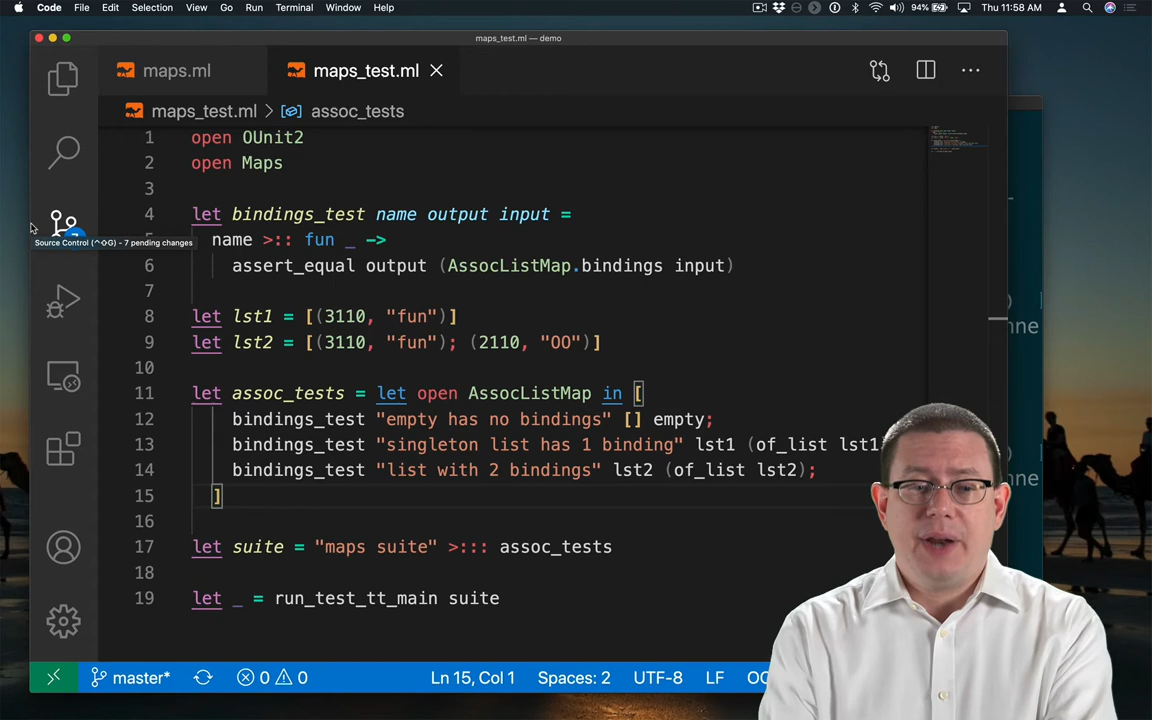 Code File Edit Selection View Go Run Terminal Window Help 94% Thu 11:58 AM
maps_test.ml — demo
maps.ml maps_test.ml
maps_test.ml > assoc_tests
1 open OUnit2
2 open Maps
3
4 let bindings_test name output input =
Source Control (^⇧G) - 7 pending changes
name >:: fun _ ->
6 assert_equal output (AssocListMap.bindings input)
7
8 let lst1 = [(3110, "fun")]
9 let lst2 = [(3110, "fun"); (2110, "OO")]
10
11 let assoc_tests = let open AssocListMap in [
12 bindings_test "empty has no bindings" [] empty;
13 bindings_test "singleton list has 1 binding" lst1 (of_list lst1
14 bindings_test "list with 2 bindings" lst2 (of_list lst2);
15 ]
16
17 let suite = "maps suite" >::: assoc_tests
18
19 let _ = run_test_tt_main suite
master* 0 0 Ln 15, Col 1 Spaces: 2 UTF-8 LF